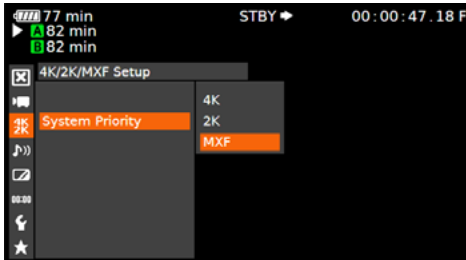 77 min
STBY
00:00:47.18 F
A 82 min
B 82 min
4K/2K/MXF Setup
4K
System Priority
2K
MXF
4K
2K
00:00